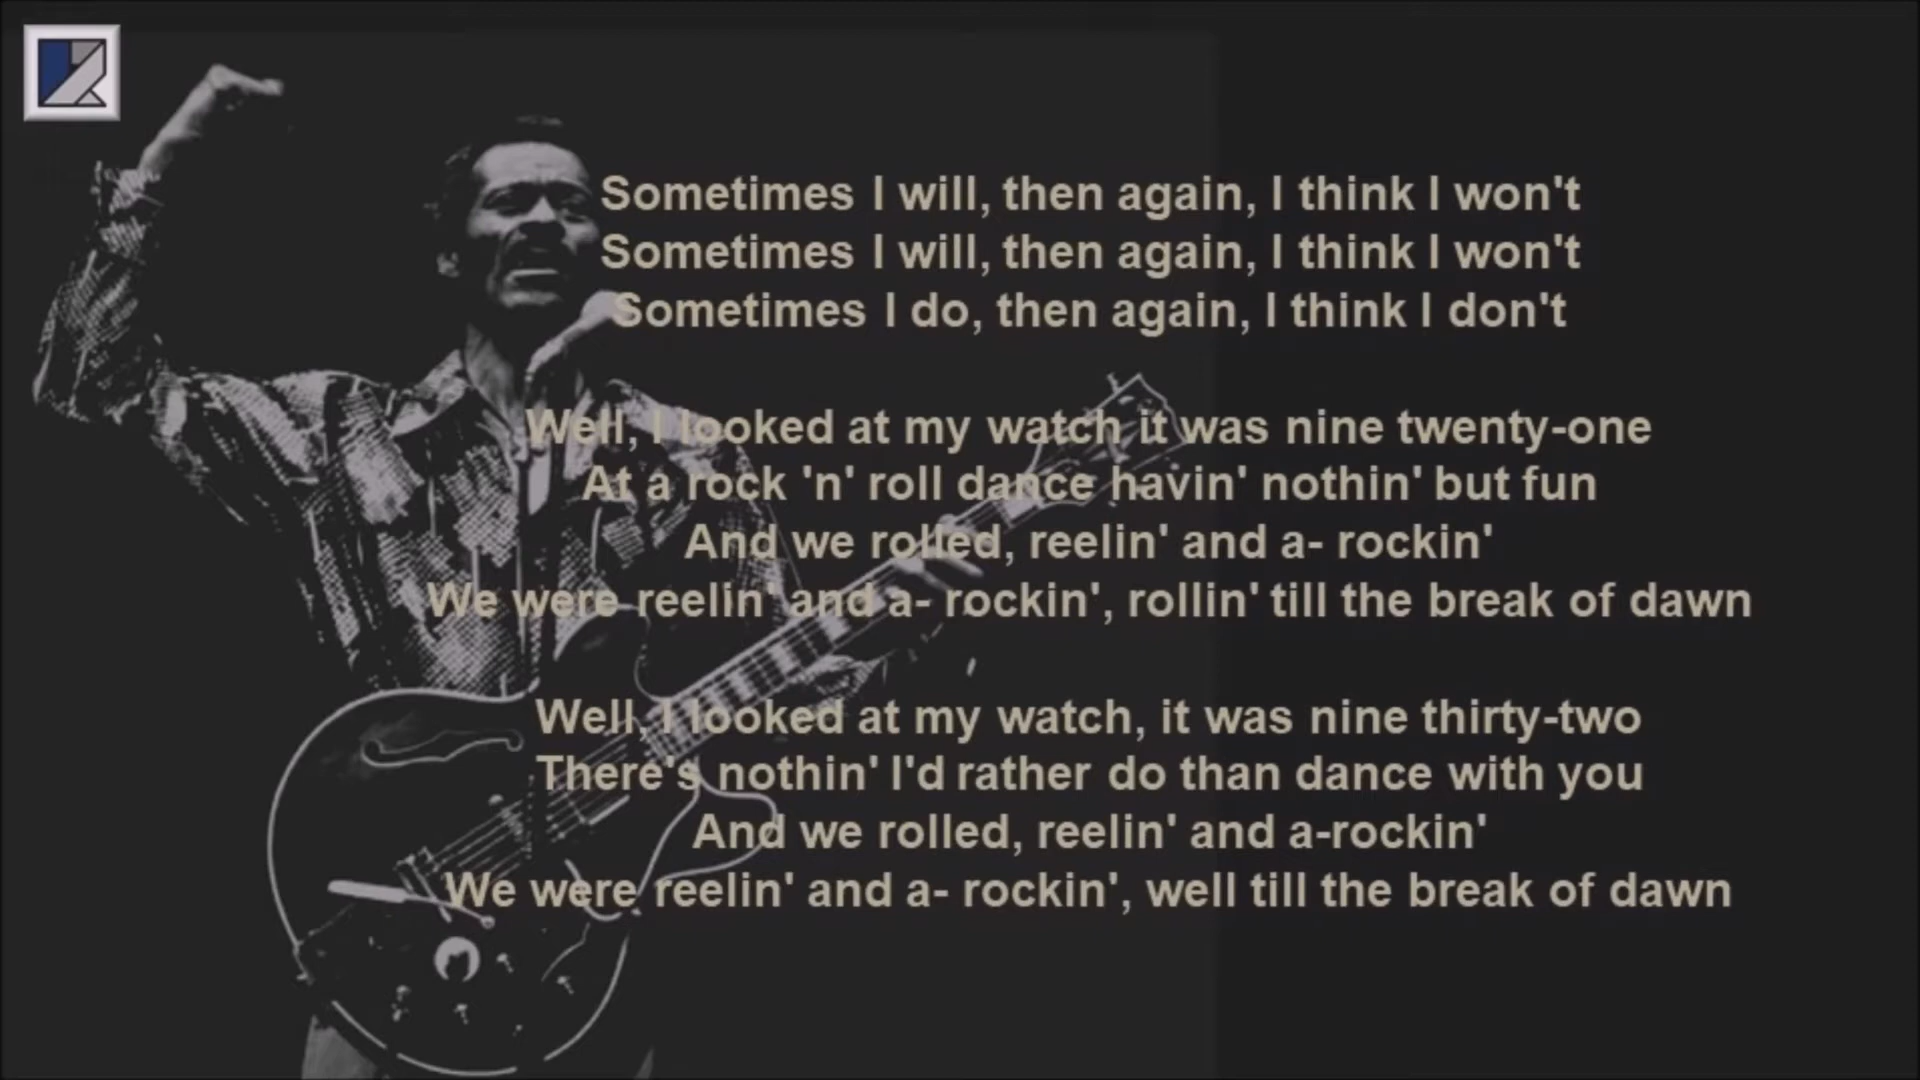 Sometimes I will, then again, I think I won't
Sometimes I will, then again, I think I won't
Sometimes I do, then again, I think I don't
Well, I looked at my watch it was nine twenty-one
At a rock 'n' roll dance havin' nothin' but fun
And we rolled, reelin' and a- rockin'
We were reelin' and a- rockin', rollin' till the break of dawn
Well, I looked at my watch, it was nine thirty-two
There's nothin' I'd rather do than dance with you
And we rolled, reelin' and a-rockin'
We were reelin' and a- rockin', well till the break of dawn